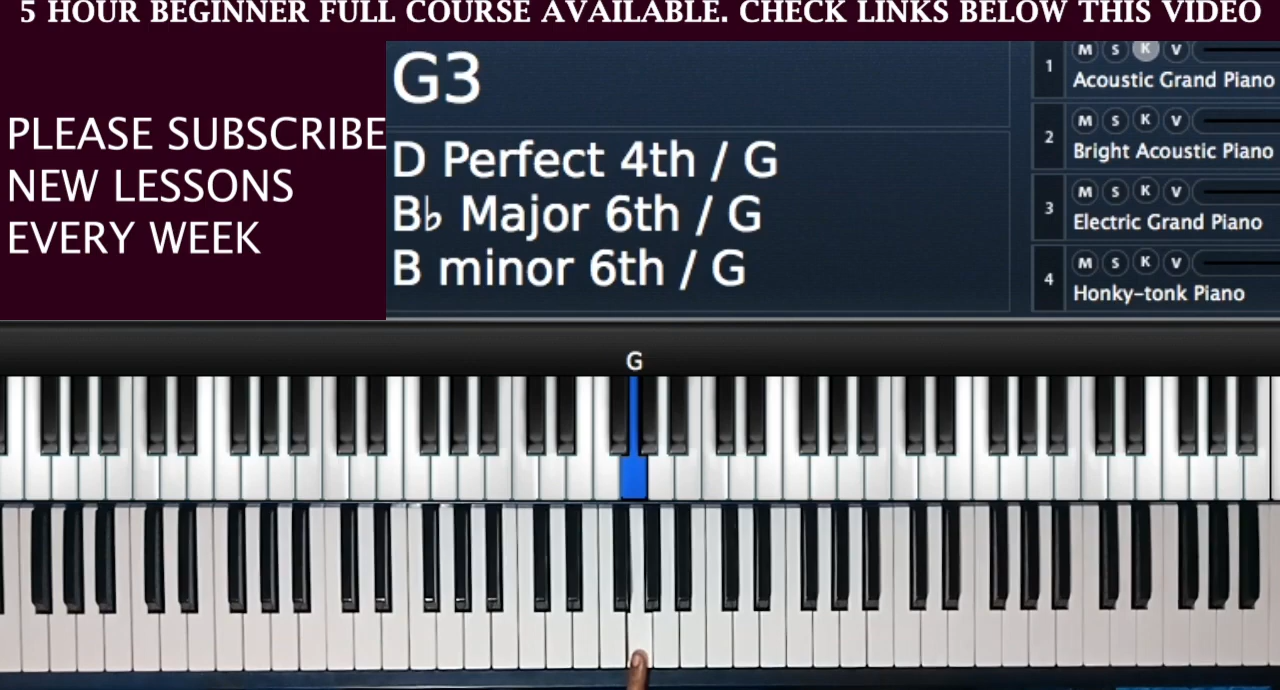 5 HOUR BEGINNER FULL COURSE AVAILABLE. CHECK LINKS BELOW THIS VIDEO
PLEASE SUBSCRIBE
NEW LESSONS
EVERY WEEK
G3
D Perfect 4th / G
B♭ Major 6th / G
B minor 6th / G
1
M S K V
Acoustic Grand Piano
2
M S K V
Bright Acoustic Piano
3
M S K V
Electric Grand Piano
4
M S K V
Honky-tonk Piano
G